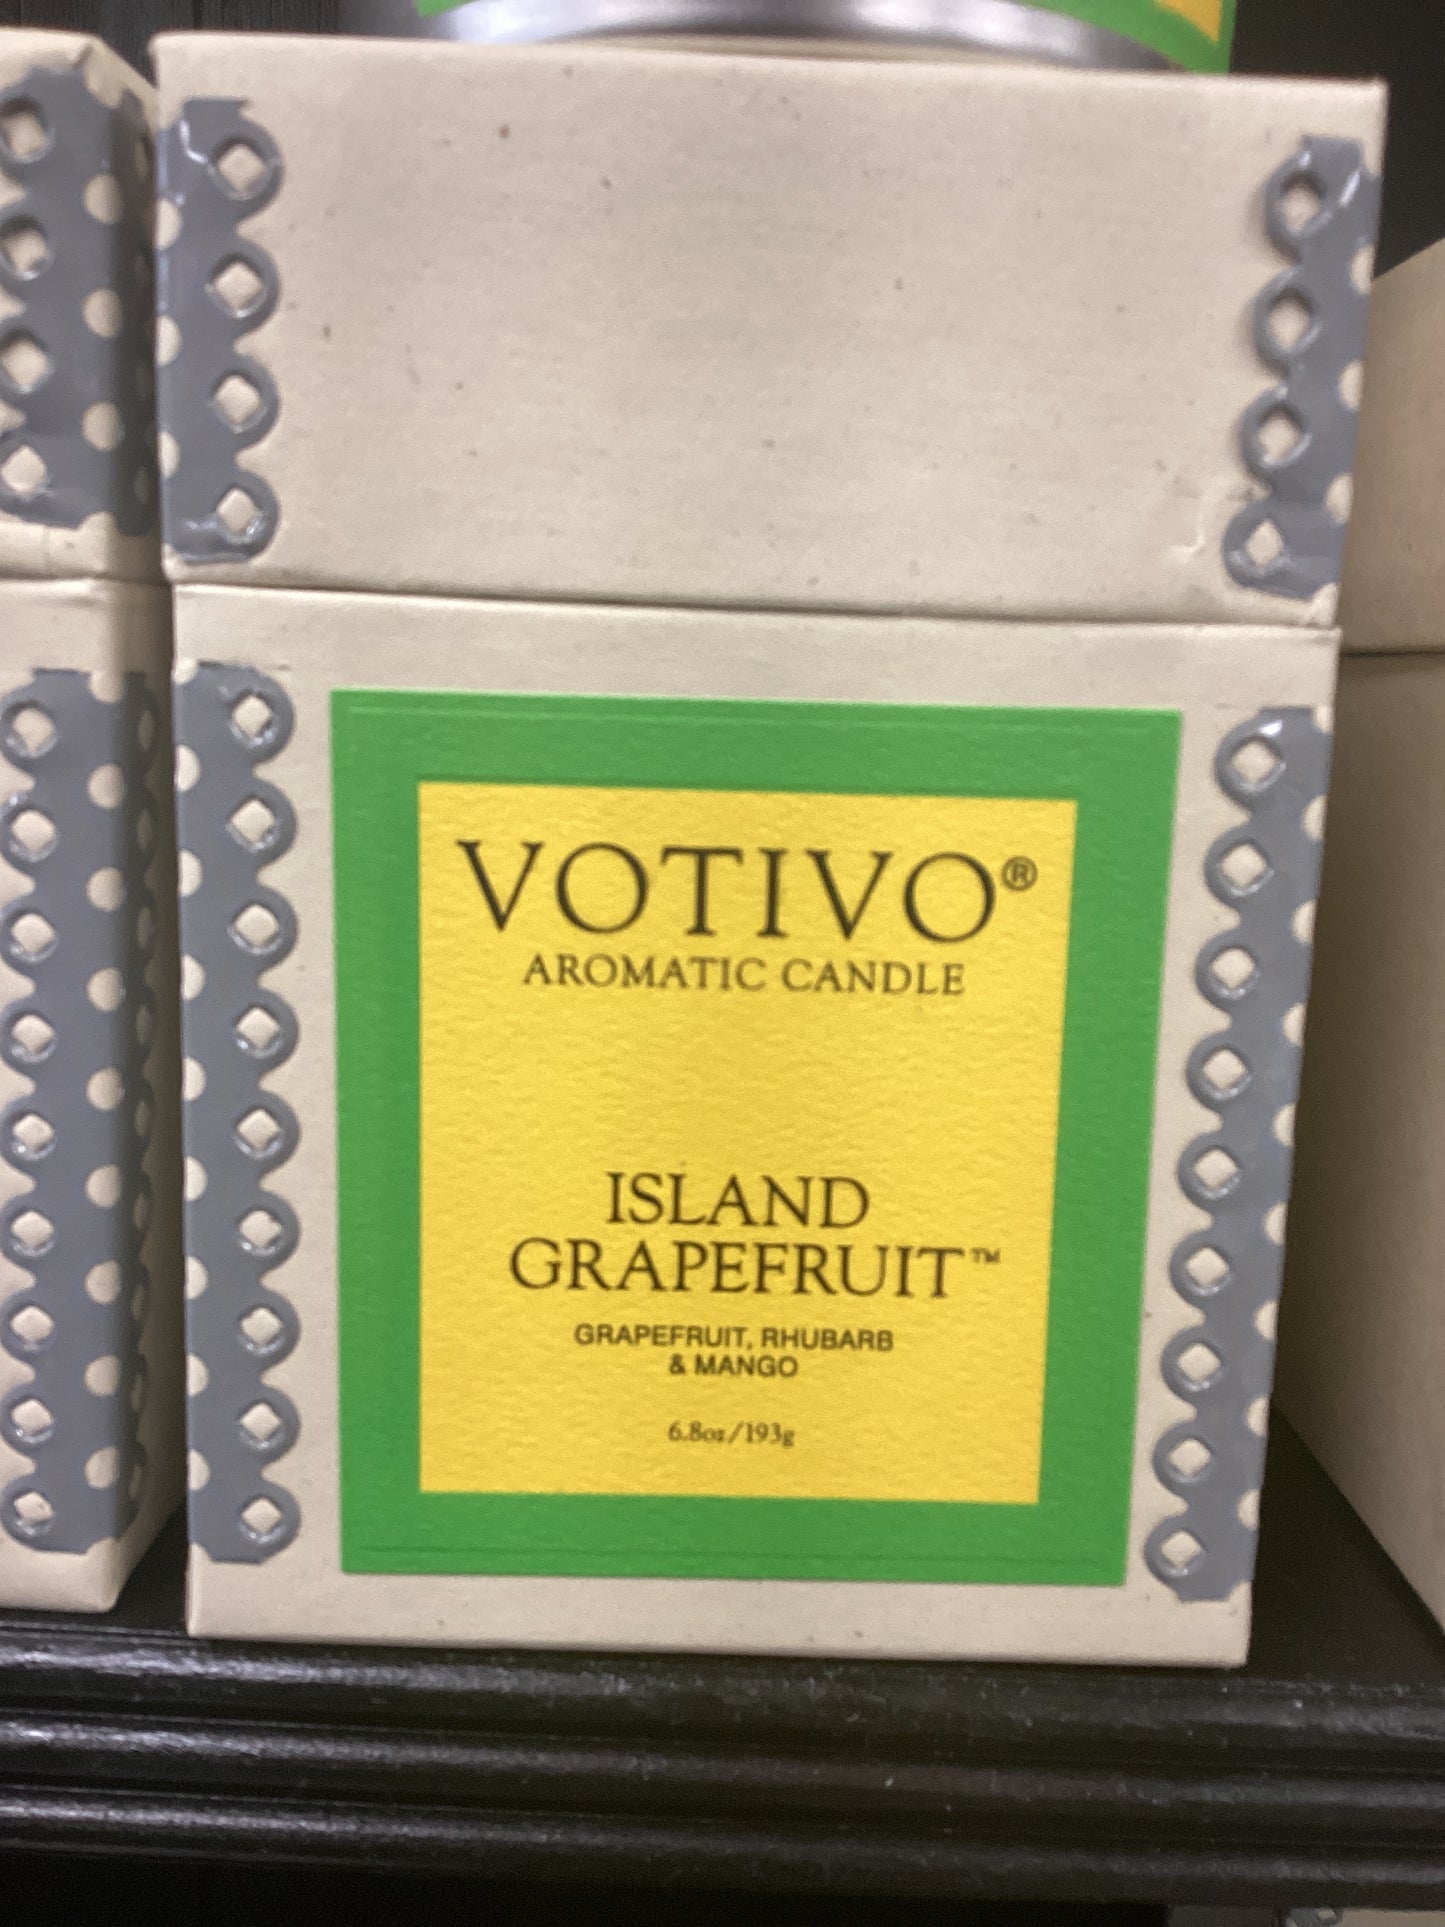 VOTIVO®
AROMATIC CANDLE
ISLAND
GRAPEFRUIT™
GRAPEFRUIT, RHUBARB
& MANGO
6.8oz/193g